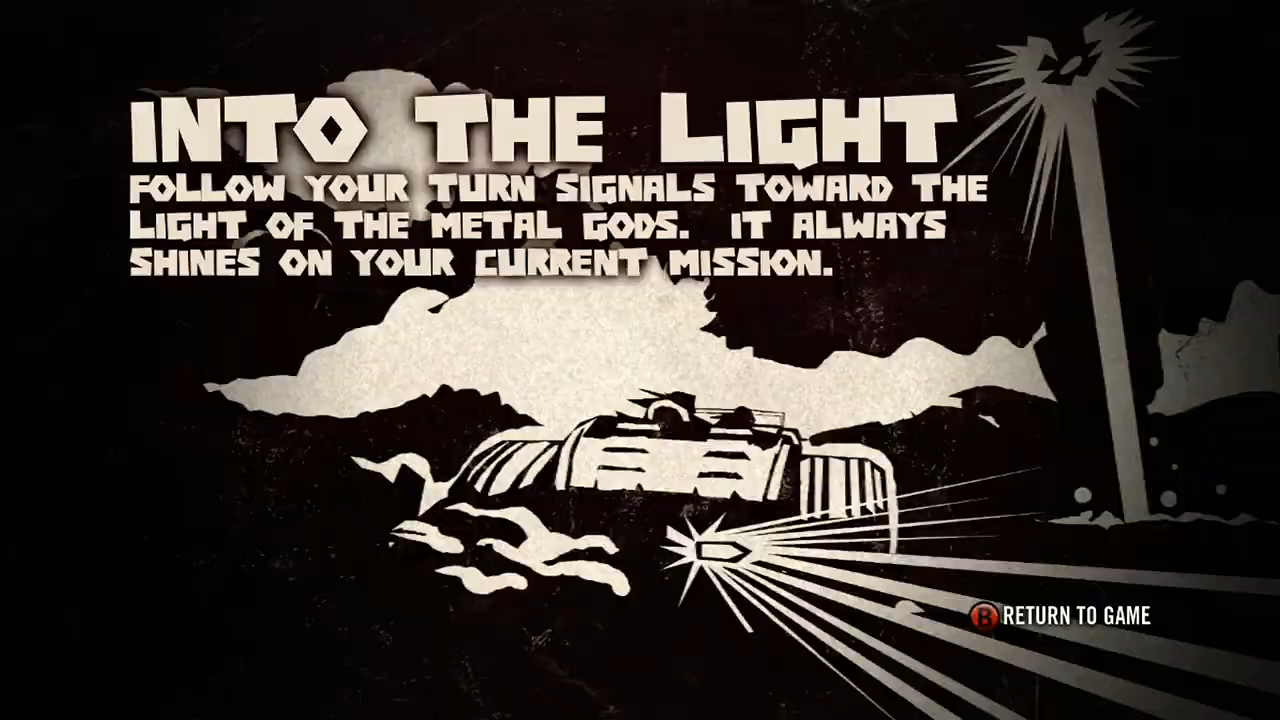 INTO THE LIGHT
FOLLOW YOUR TURN SIGNALS TOWARD THE
LIGHT OF THE METAL GODS. IT ALWAYS
SHINES ON YOUR CURRENT MISSION.
B RETURN TO GAME